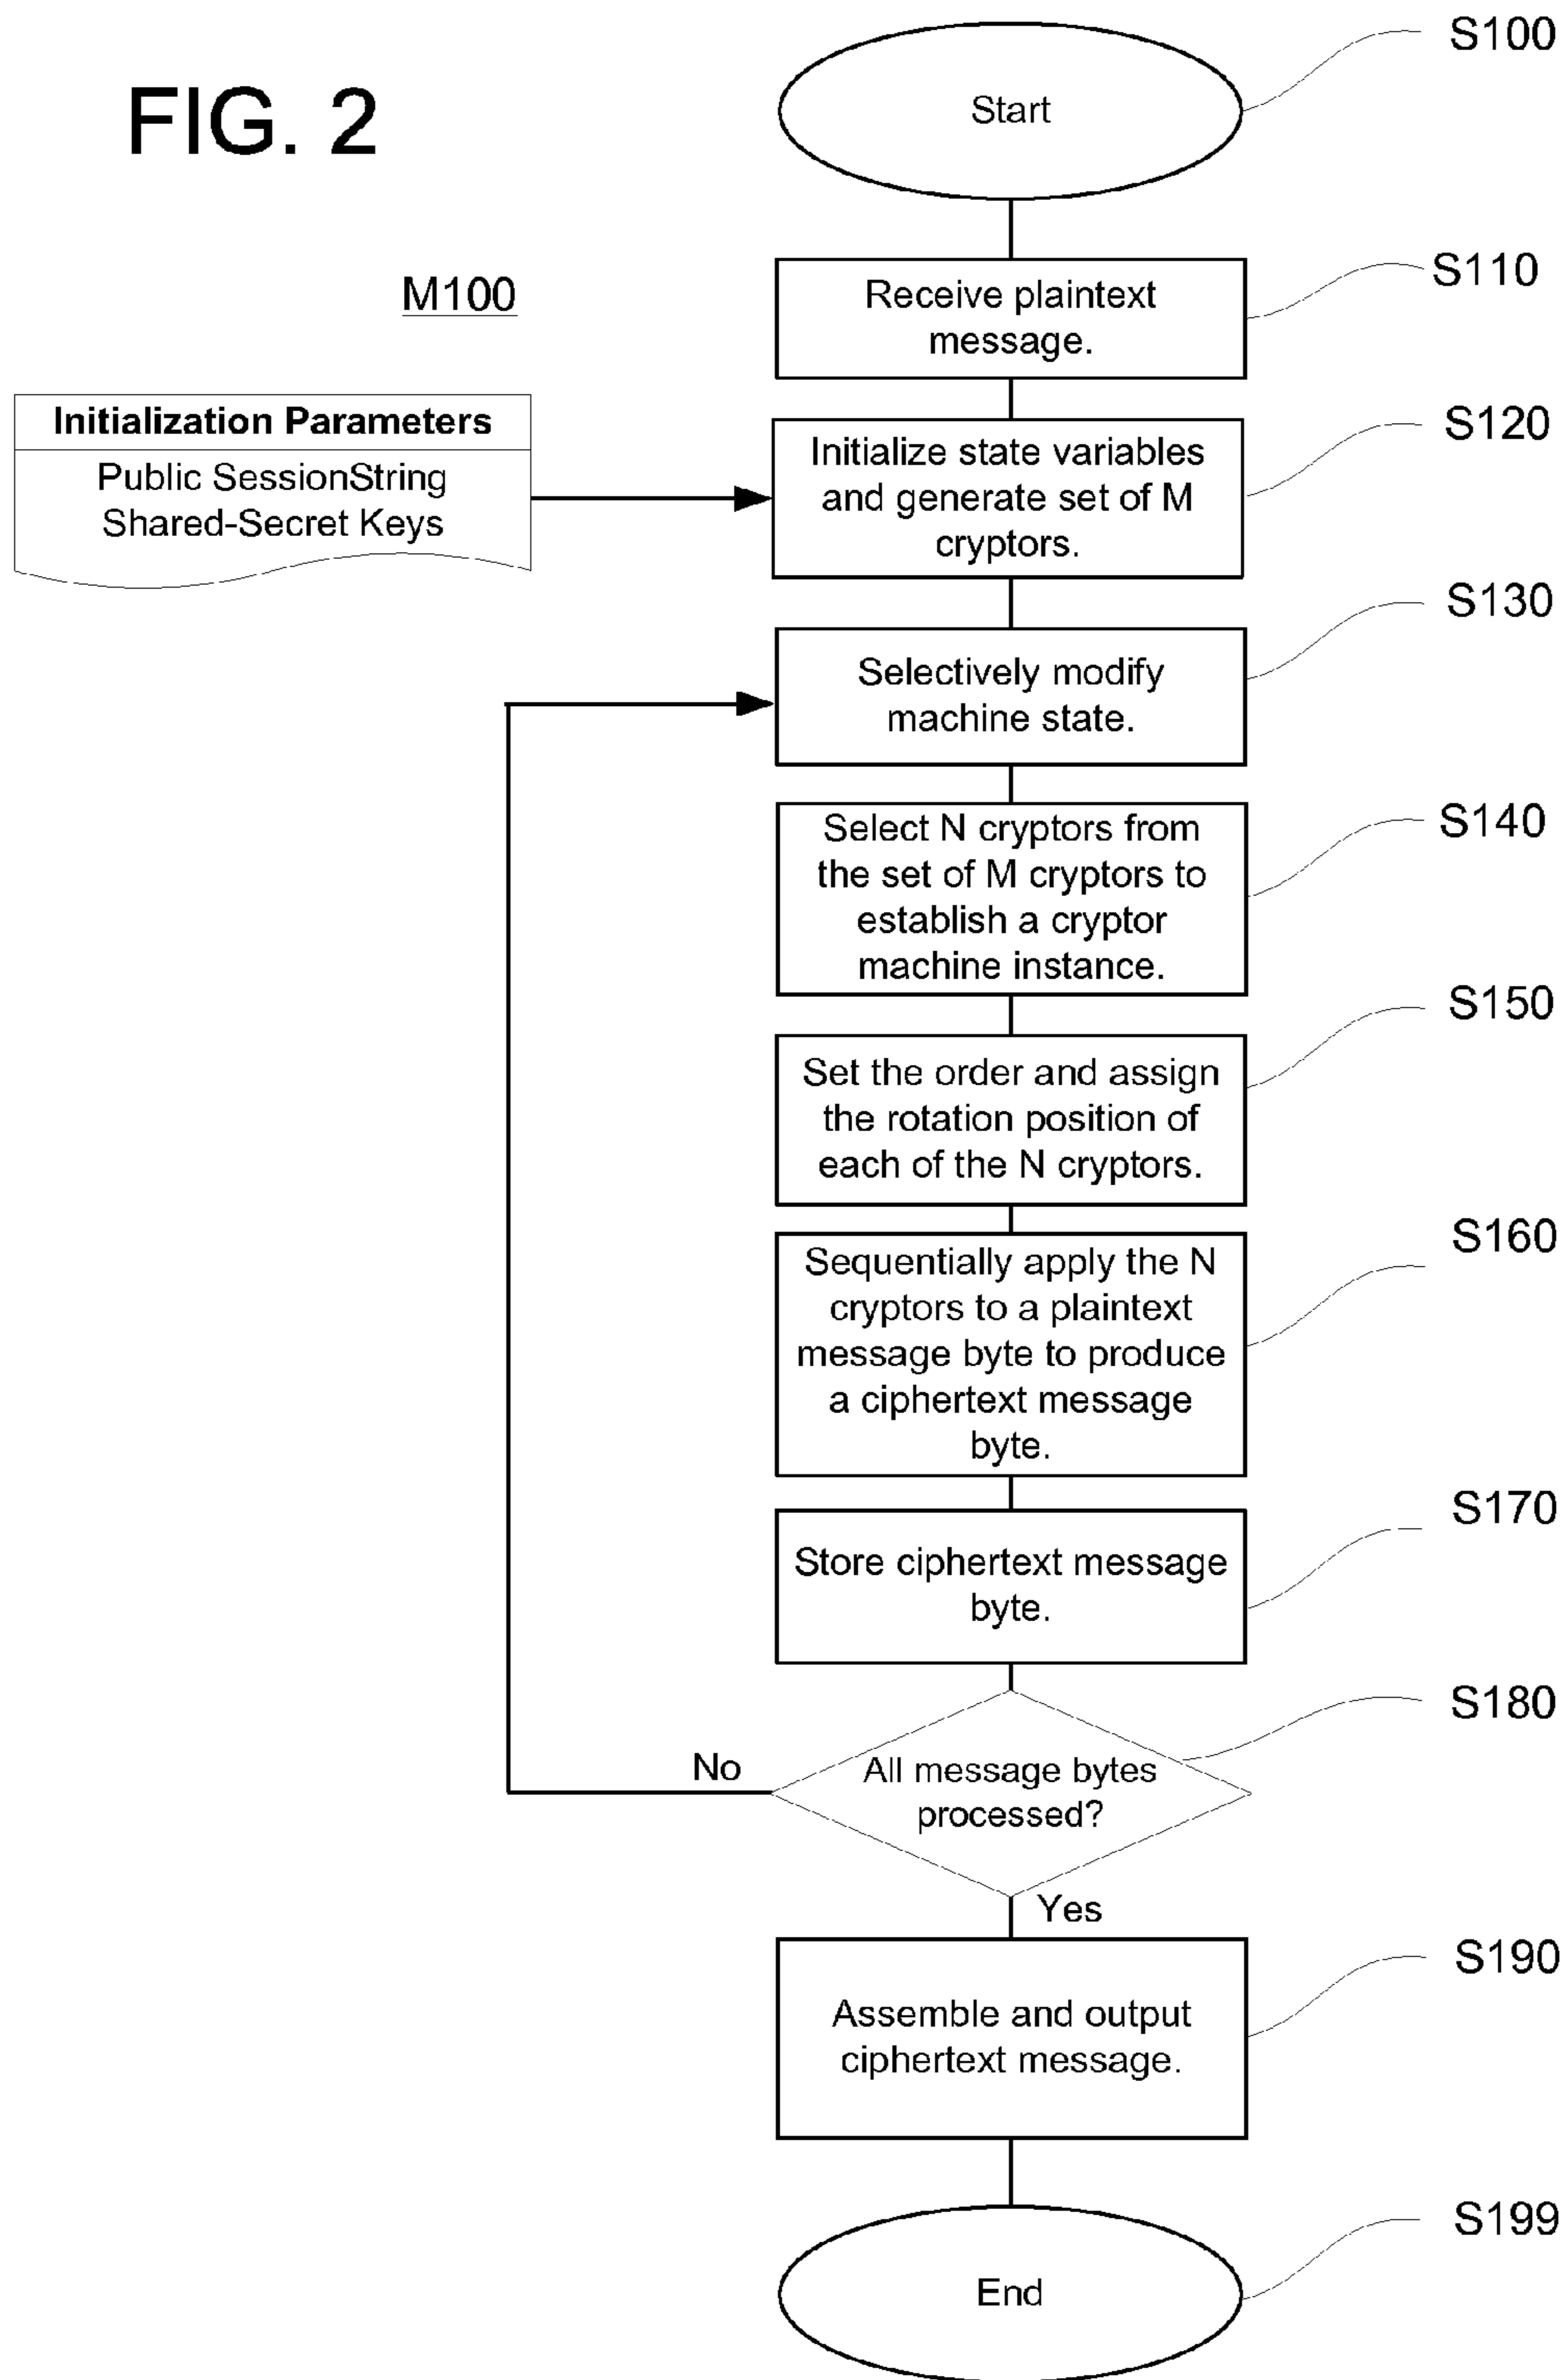 FIG. 2
S100
Start
M100
S110
Receive plaintext
message.
Initialization Parameters
Public SessionString
Shared-Secret Keys
S120
Initialize state variables
and generate set of M
cryptors.
S130
Selectively modify
machine state.
S140
Select N cryptors from
the set of M cryptors to
establish a cryptor
machine instance.
S150
Set the order and assign
the rotation position of
each of the N cryptors.
S160
Sequentially apply the N
cryptors to a plaintext
message byte to produce
a ciphertext message
byte.
S170
Store ciphertext message
byte.
S180
No
All message bytes
processed?
Yes
S190
Assemble and output
ciphertext message.
S199
End